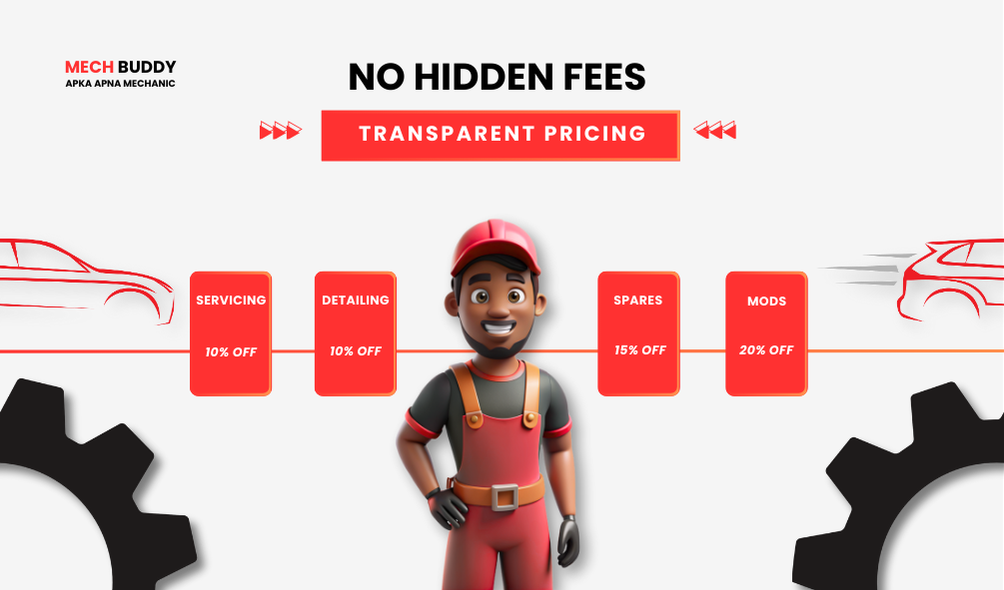 MECH BUDDY
APKA APNA MECHANIC
NO HIDDEN FEES
TRANSPARENT PRICING
SERVICING
10% OFF
DETAILING
10% OFF
SPARES
15% OFF
MODS
20% OFF